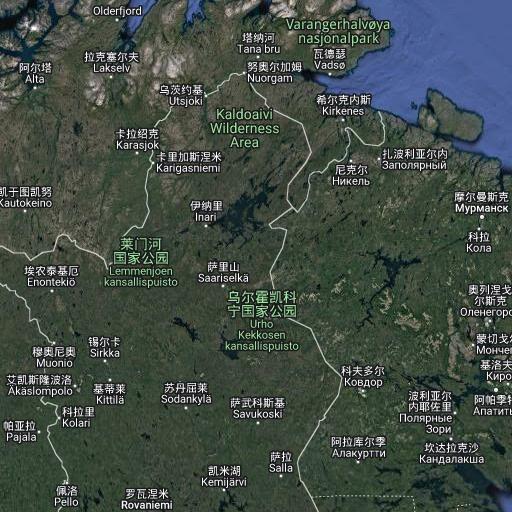 Olderfjord
Varangerhalvøya
nasjonalpark
塔纳河
Tana bru
瓦德瑟
Vadsø
拉克塞尔夫
Lakselv
阿尔塔
Alta
努奥尔加姆
Nuorgam
乌茨约基
Utsjoki
希尔克内斯
Kirkenes
Kaldoaivi
Wilderness
Area
卡拉绍克
Karasjok
卡里加斯涅米
Karigasniemi
扎波利亚尔内
Заполярный
尼克尔
Никель
凯于图凯努
Kautokeino
伊纳里
Inari
摩尔曼斯克
Мурманск
科拉
Кола
莱门河
国家公园
Lemmenjoen
kansallispuisto
埃农泰基厄
Enontekiö
萨里山
Saariselkä
乌尔霍凯科
宁国家公园
Urho
Kekkosen
kansallispuisto
奥列涅戈
尔斯克
Оленегор
穆奥尼奥
Muonio
锡尔卡
Sirkka
蒙切戈尔
Мончег
基洛夫
Киро
艾凯斯隆波洛
Äkäslompolo
基蒂莱
Kittilä
苏丹屈莱
Sodankylä
科夫多尔
Ковдор
阿帕季特
Апатиты
科拉里
Kolari
帕亚拉
Pajala
萨武科斯基
Savukoski
波利亚尔
内耶佐里
Полярные
Зори
阿拉库尔季
Алакуртти
坎达拉克沙
Кандалакша
佩洛
Pello
罗瓦涅米
Rovaniemi
凯米湖
Kemijärvi
萨拉
Salla